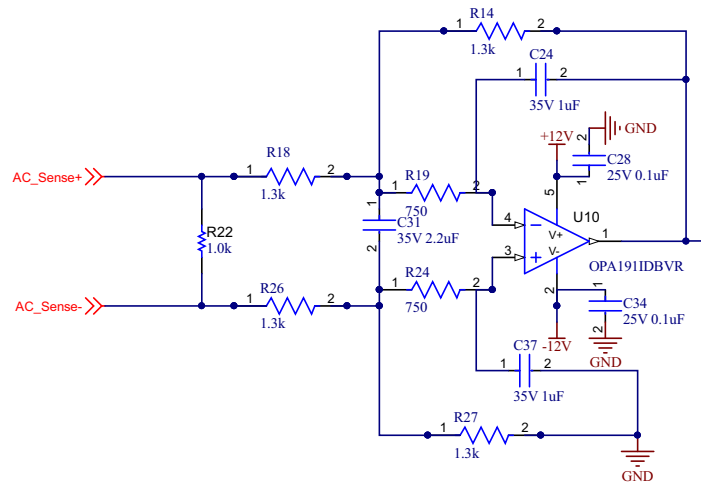 R14
1
2
1.3k
C24
1
2
35V 1uF
+12V
2
GND
C28
1
25V 0.1uF
R18
AC_Sense+
1
2
1.3k
R19
1
2
750
5
U10
R22
1.0k
1
C31
35V 2.2uF
2
4
V+
1
3
V-
OPA191IDBVR
R24
1
2
750
R26
AC_Sense-
1
2
1.3k
2
1
C34
25V 0.1uF
2
GND
C37
-12V
1
2
35V 1uF
R27
1
2
1.3k
GND